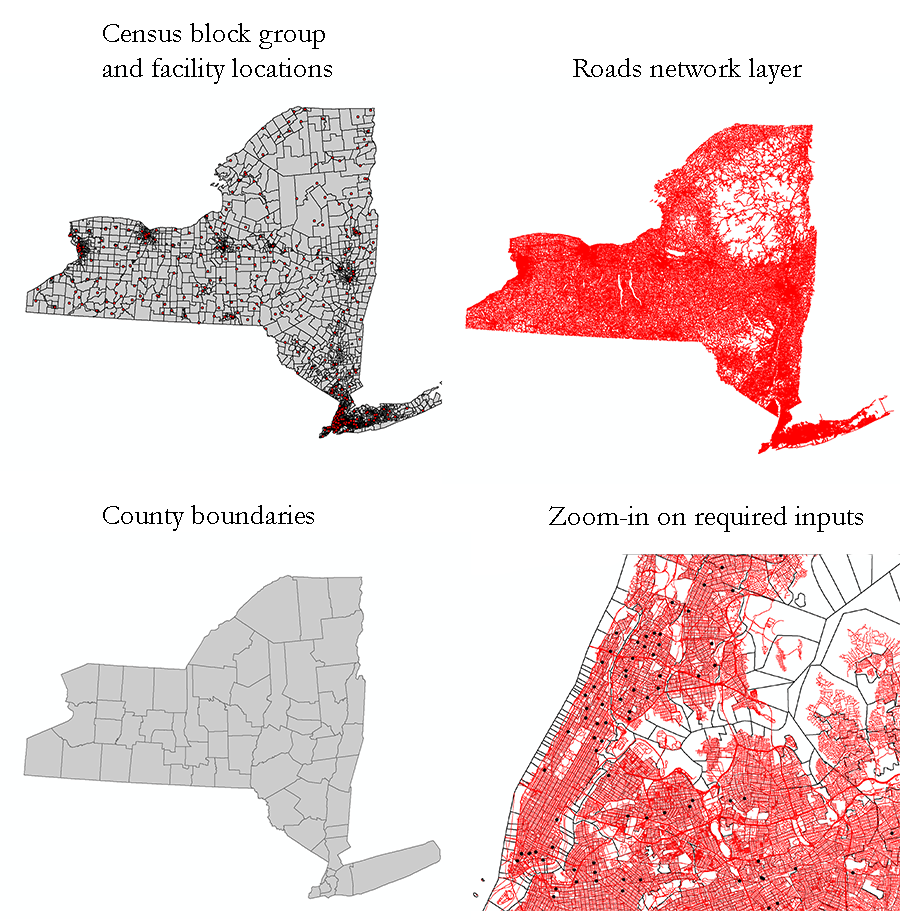 Census block group
and facility locations
Roads network layer
County boundaries
Zoom-in on required inputs